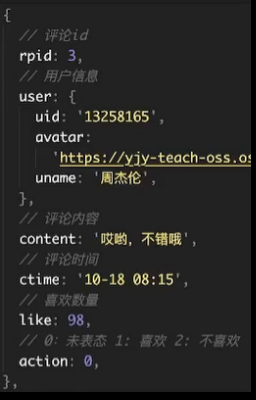 {
// 评论id
rpid: 3,
// 用户信息
user: {
uid: '13258165',
avatar:
'https://yjy-teach-oss.os
uname: '周杰伦',
},
// 评论内容
content: '哎哟，不错哦',
// 评论时间
ctime: '10-18 08:15',
// 喜欢数量
like: 98,
// 0: 未表态 1: 喜欢 2: 不喜欢
action: 0,
},